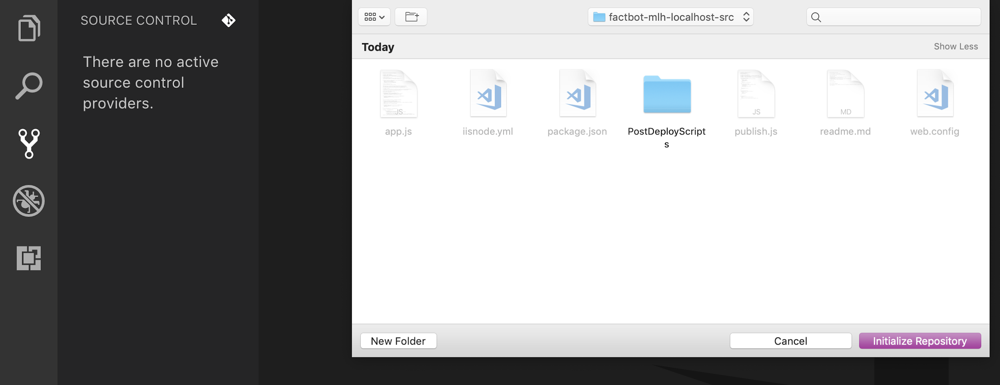 SOURCE CONTROL
There are no active
source control
providers.
factbot-mlh-localhost-src
Today
Show Less
JS
JS
MD
app.js
iisnode.yml
package.json
PostDeployScript
s
publish.js
readme.md
web.config
New Folder
Cancel
Initialize Repository